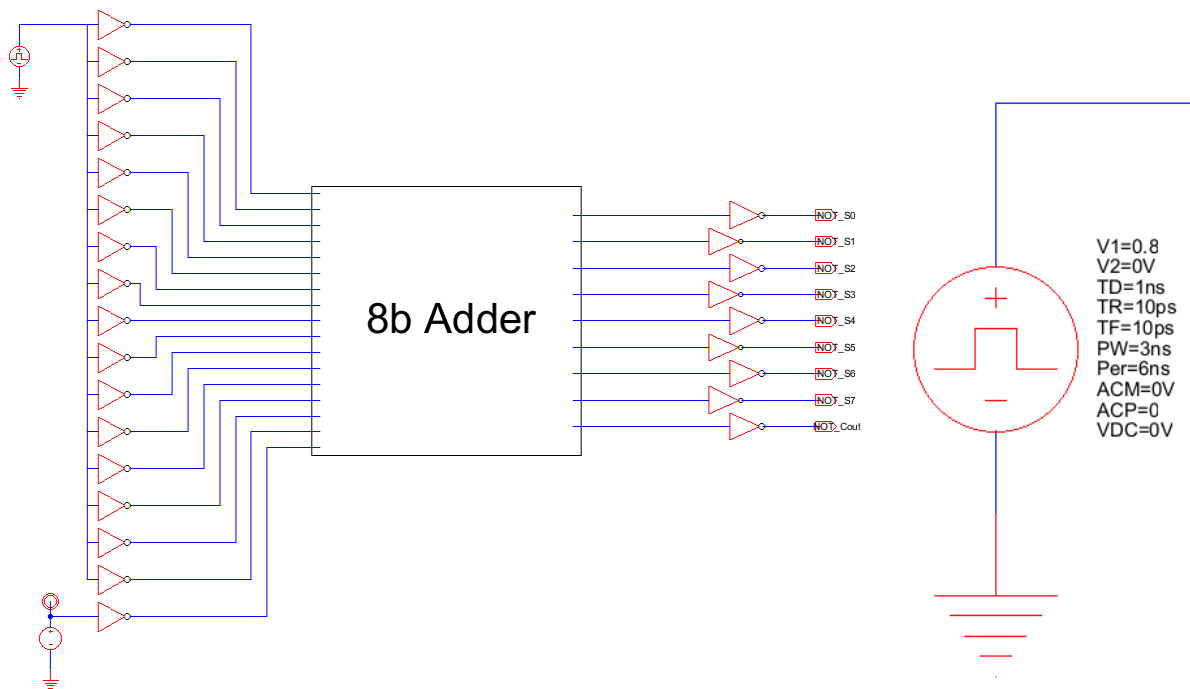 8b Adder
NOT_S0
NOT_S1
NOT_S2
NOT_S3
NOT_S4
NOT_S5
NOT_S6
NOT_S7
NOT_Cout
V1=0.8
V2=0V
TD=1ns
TR=10ps
TF=10ps
PW=3ns
Per=6ns
ACM=0V
ACP=0
VDC=0V